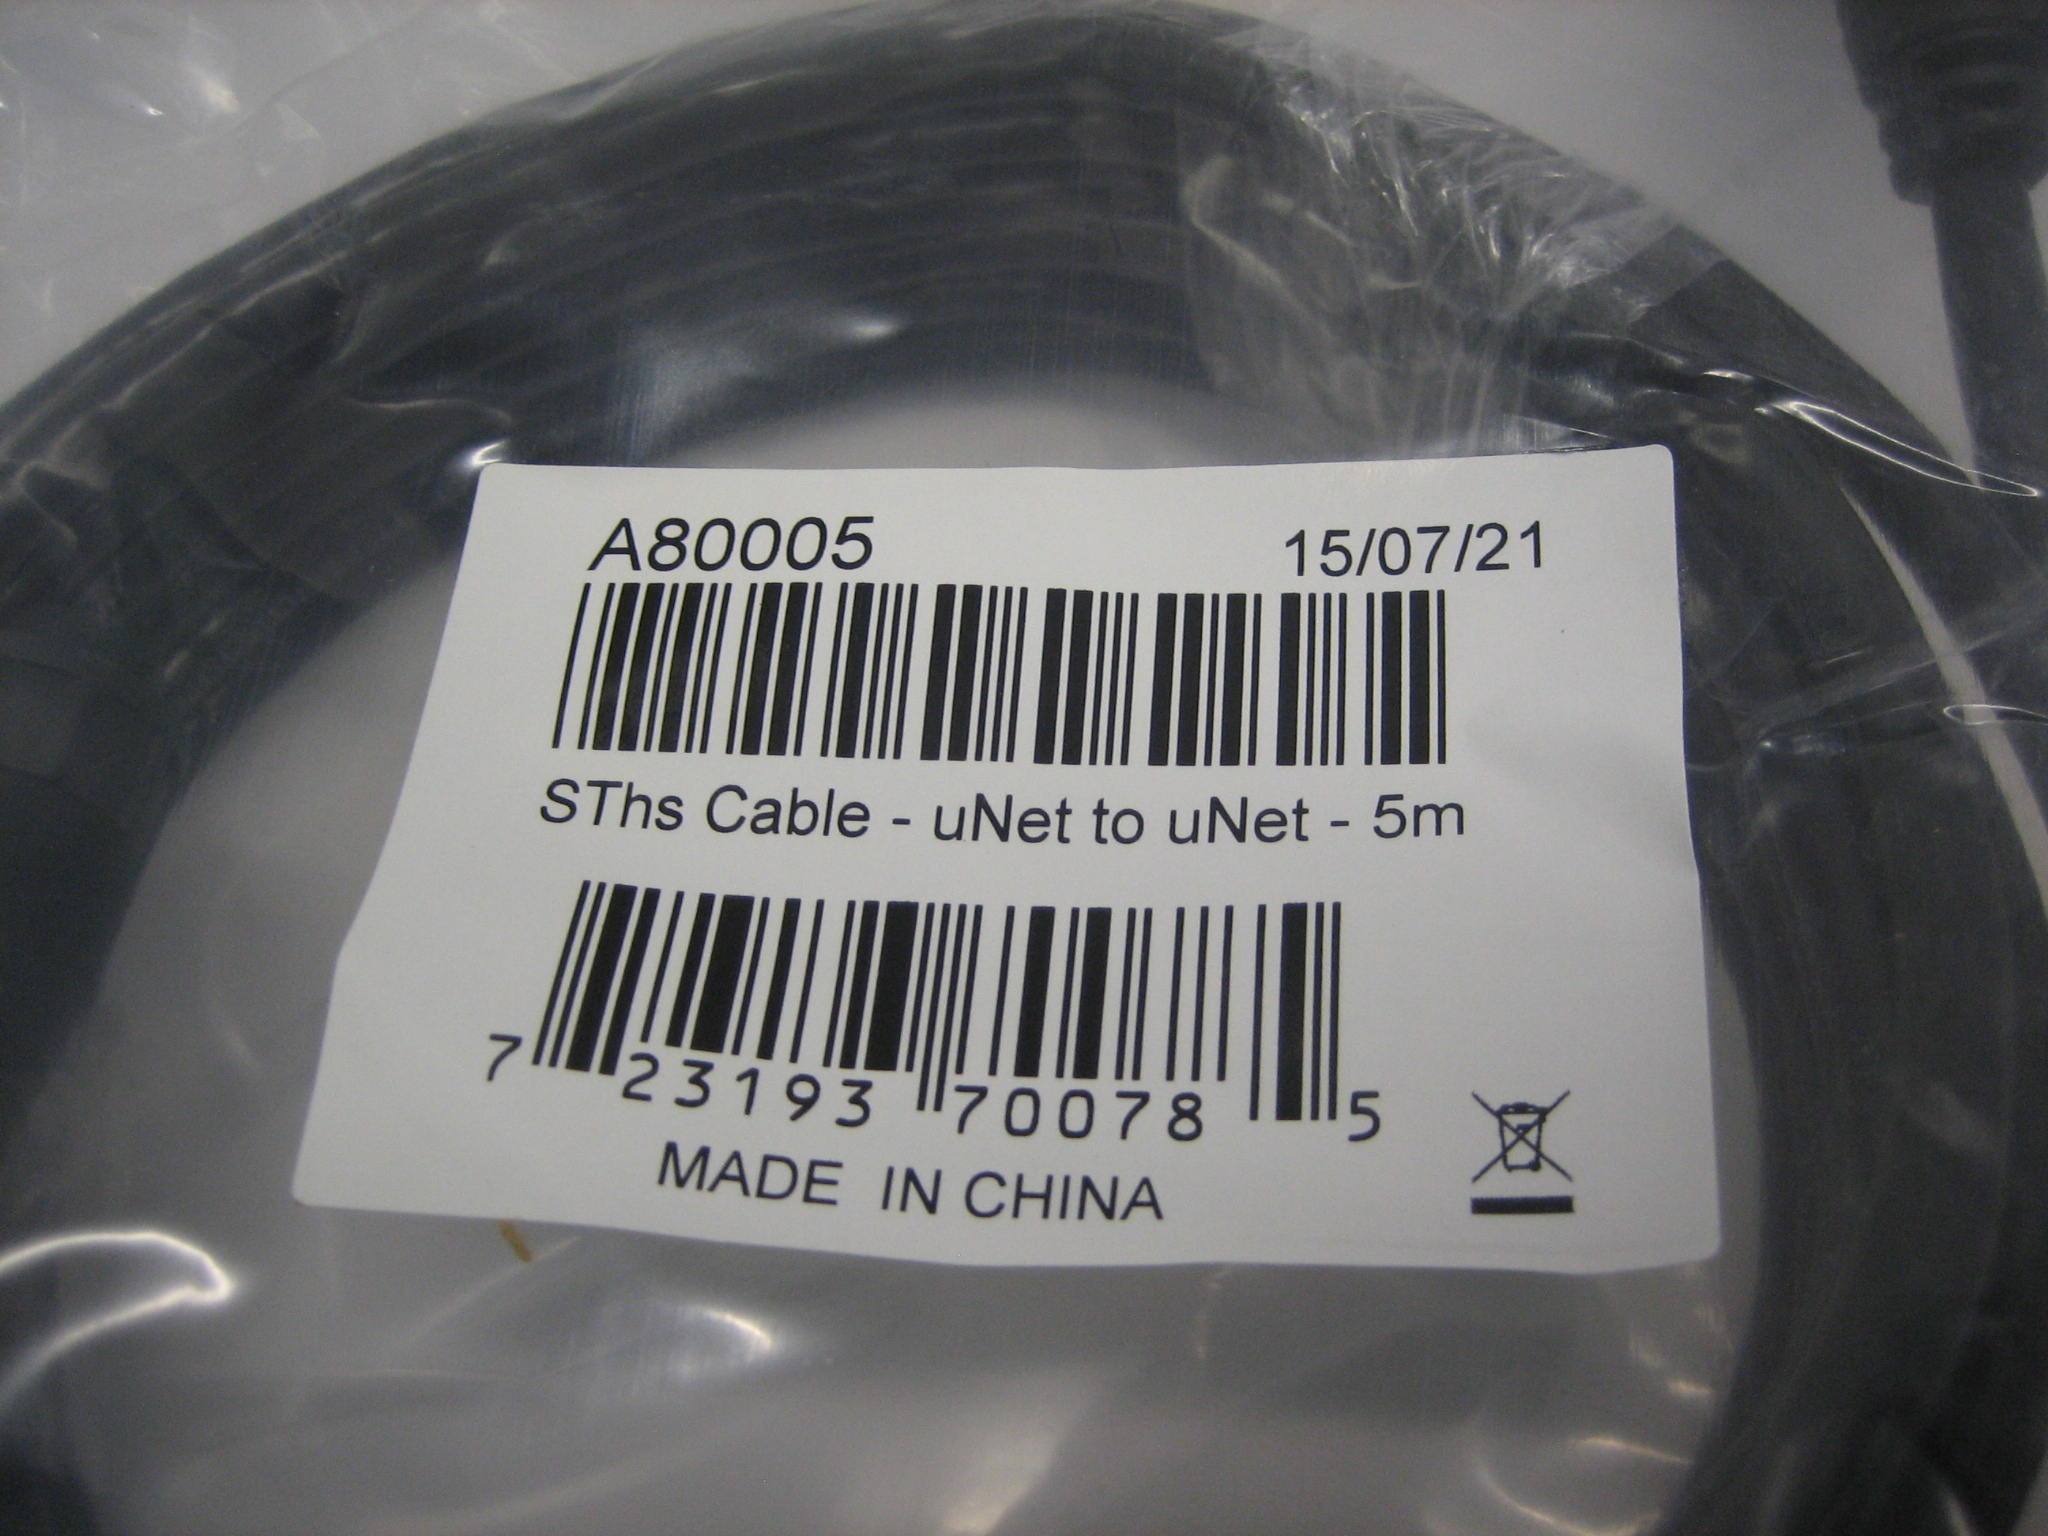 A80005 15/07/21
SThs Cable - uNet to uNet - 5m
7 23193 70078 5
MADE IN CHINA